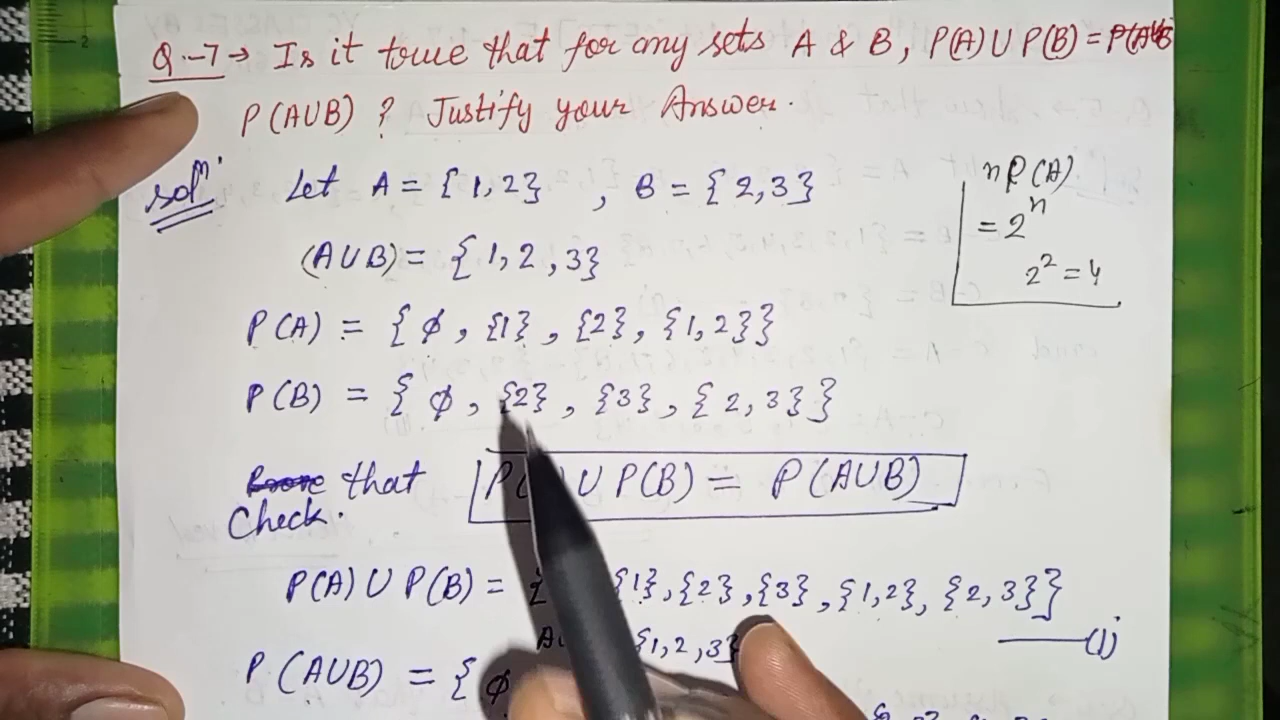 Q.-7 → Is it true that for any sets A & B, P(A) ∪ P(B) =
P(A∪B) ? Justify your Answer.
solⁿ. Let A = {1,2} , B = {2,3}
(A∪B) = {1,2,3}
P(A) = {ϕ, {1}, {2}, {1,2}}
P(B) = {ϕ, {2}, {3}, {2,3}}
that P( ) ∪ P(B) = P(A∪B)
Check.
P(A) ∪ P(B) = { {1}, {2}, {3}, {1,2}, {2,3}}
—(1)
{1,2,3}
P(A∪B) = {ϕ
nP(A)
= 2ⁿ
2² = 4